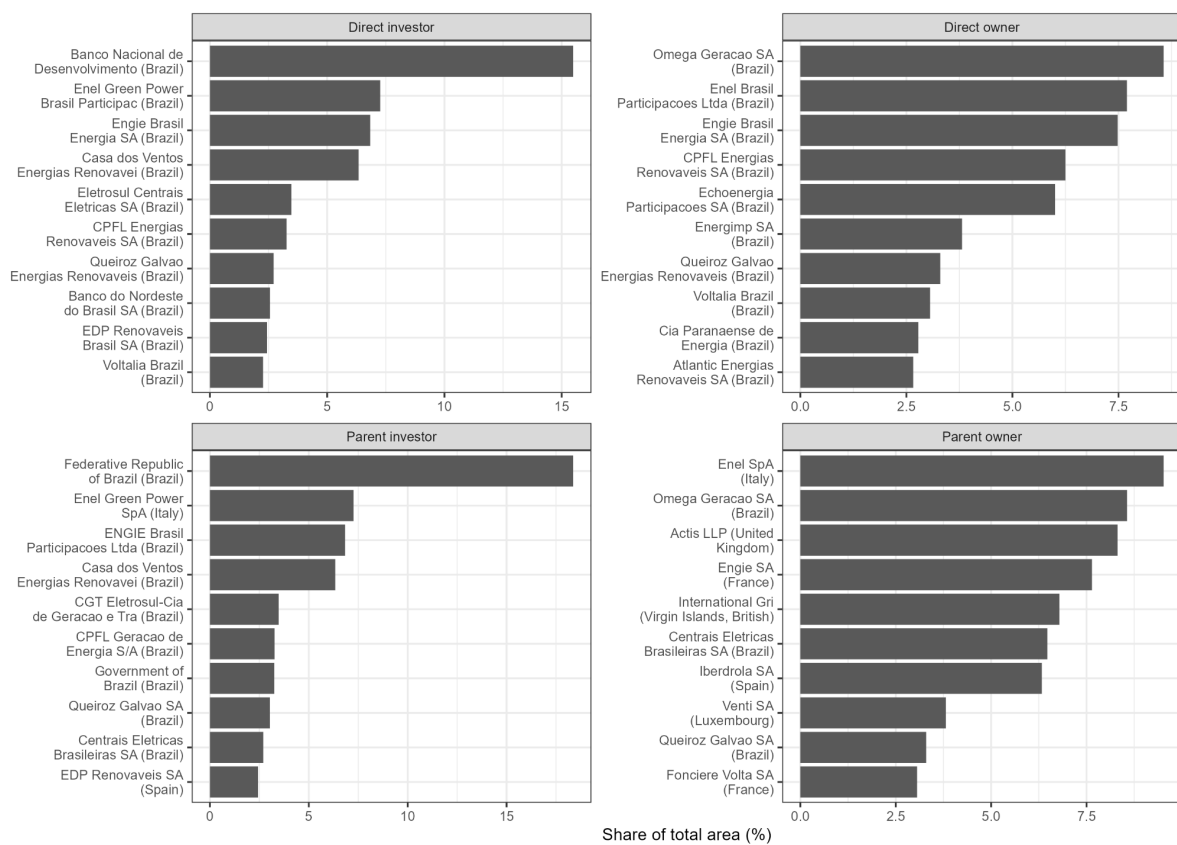 Direct investor
Banco Nacional de
Desenvolvimento (Brazil)
Enel Green Power
Brasil Participac (Brazil)
Engie Brasil
Energia SA (Brazil)
Casa dos Ventos
Energias Renovavei (Brazil)
Eletrosul Centrais
Eletricas SA (Brazil)
CPFL Energias
Renovaveis SA (Brazil)
Queiroz Galvao
Energias Renovaveis (Brazil)
Banco do Nordeste
do Brasil SA (Brazil)
EDP Renovaveis
Brasil SA (Brazil)
Voltalia Brazil
(Brazil)
0
5
10
15
Direct owner
Omega Geracao SA
(Brazil)
Enel Brasil
Participacoes Ltda (Brazil)
Engie Brasil
Energia SA (Brazil)
CPFL Energias
Renovaveis SA (Brazil)
Echoenergia
Participacoes SA (Brazil)
Energimp SA
(Brazil)
Queiroz Galvao
Energias Renovaveis (Brazil)
Voltalia Brazil
(Brazil)
Cia Paranaense de
Energia (Brazil)
Atlantic Energias
Renovaveis SA (Brazil)
0.0
2.5
5.0
7.5
Parent investor
Federative Republic
of Brazil (Brazil)
Enel Green Power
SpA (Italy)
ENGIE Brasil
Participacoes Ltda (Brazil)
Casa dos Ventos
Energias Renovavei (Brazil)
CGT Eletrosul-Cia
de Geracao e Tra (Brazil)
CPFL Geracao de
Energia S/A (Brazil)
Government of
Brazil (Brazil)
Queiroz Galvao SA
(Brazil)
Centrais Eletricas
Brasileiras SA (Brazil)
EDP Renovaveis SA
(Spain)
0
5
10
15
Parent owner
Enel SpA
(Italy)
Omega Geracao SA
(Brazil)
Actis LLP (United
Kingdom)
Engie SA
(France)
International Gri
(Virgin Islands, British)
Centrais Eletricas
Brasileiras SA (Brazil)
Iberdrola SA
(Spain)
Venti SA
(Luxembourg)
Queiroz Galvao SA
(Brazil)
Fonciere Volta SA
(France)
0.0
2.5
5.0
7.5
Share of total area (%)